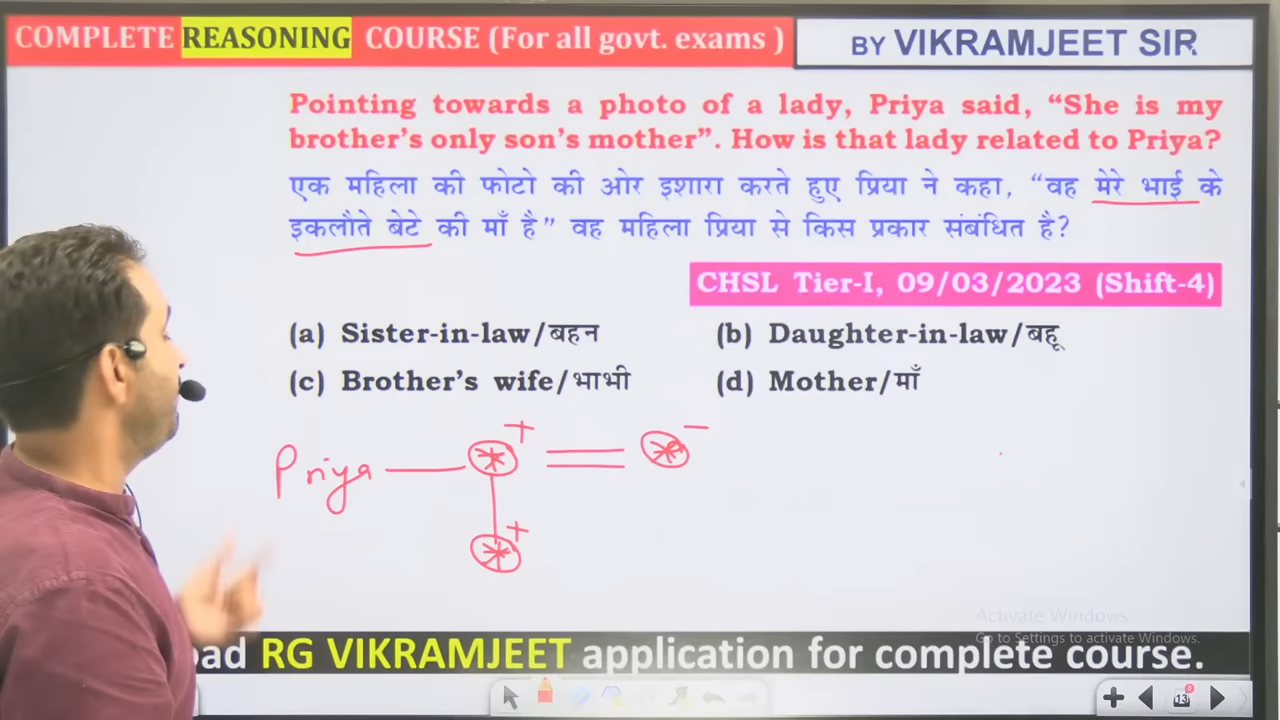 COMPLETE REASONING COURSE (For all govt. exams )
BY VIKRAMJEET SIR
Pointing towards a photo of a lady, Priya said, “She is my
brother’s only son’s mother”. How is that lady related to Priya?
एक महिला की फोटो की ओर इशारा करते हुए प्रिया ने कहा, “वह मेरे भाई के
इकलौते बेटे की माँ है” वह महिला प्रिया से किस प्रकार संबंधित है?
CHSL Tier-I, 09/03/2023 (Shift-4)
(a) Sister-in-law/बहन (b) Daughter-in-law/बहू
(c) Brother’s wife/भाभी (d) Mother/माँ
Priya
Activate Windows
Go to Settings to activate Windows.
RG VIKRAMJEET application for complete course.
13